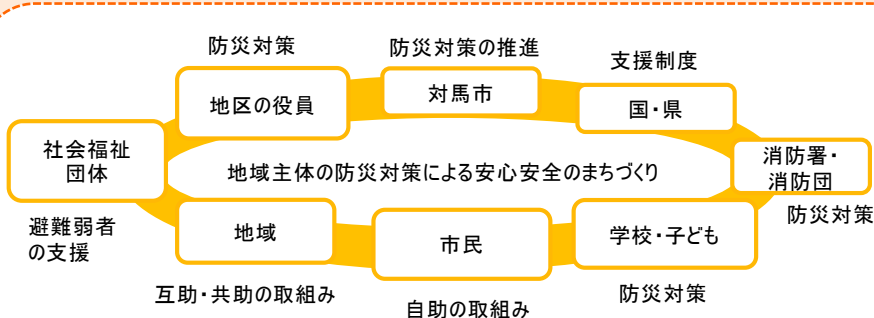 防災対策
防災対策の推進
支援制度
地区の役員
対馬市
国・県
社会福祉
団体
地域主体の防災対策による安心安全のまちづくり
消防署・
消防団
避難弱者
の支援
防災対策
地域
市民
学校・子ども
互助・共助の取組み
自助の取組み
防災対策